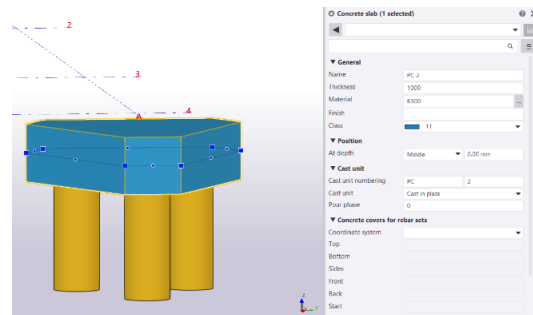 2
3
4
A
Z
Y
Concrete slab (1 selected)
General
Name PC 2
Thickness 1000
Material K300
Finish
Class 11
Position
At depth Middle 0,00 mm
Cast unit
Cast unit numbering PC 2
Cast unit Cast in place
Pour phase 0
Concrete covers for rebar sets
Coordinate system
Top
Bottom
Sides
Front
Back
Start